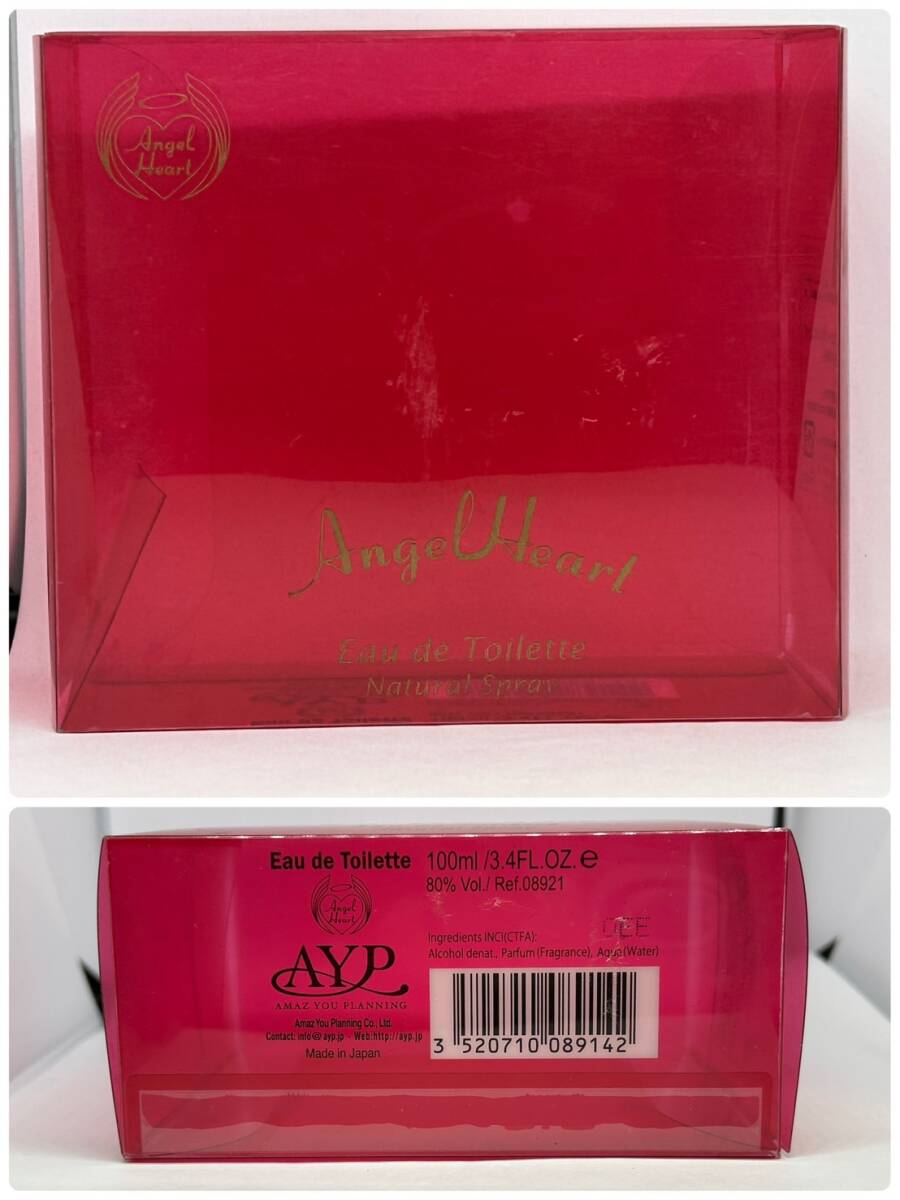 Angel
Heart
Angel Heart
Eau de Toilette
Natural Spray
Eau de Toilette 100ml /3.4FL.OZ. e
80% Vol./ Ref.08921
Angel
Heart
AYP
AMAZ YOU PLANNING
Amaz You Planning Co., Ltd.
Contact: info@ayp.jp - Web:http://ayp.jp
Made in Japan
Ingredients INCI(CTFA):
Alcohol denat., Parfum (Fragrance), Aqua (Water)
3 520710 089142